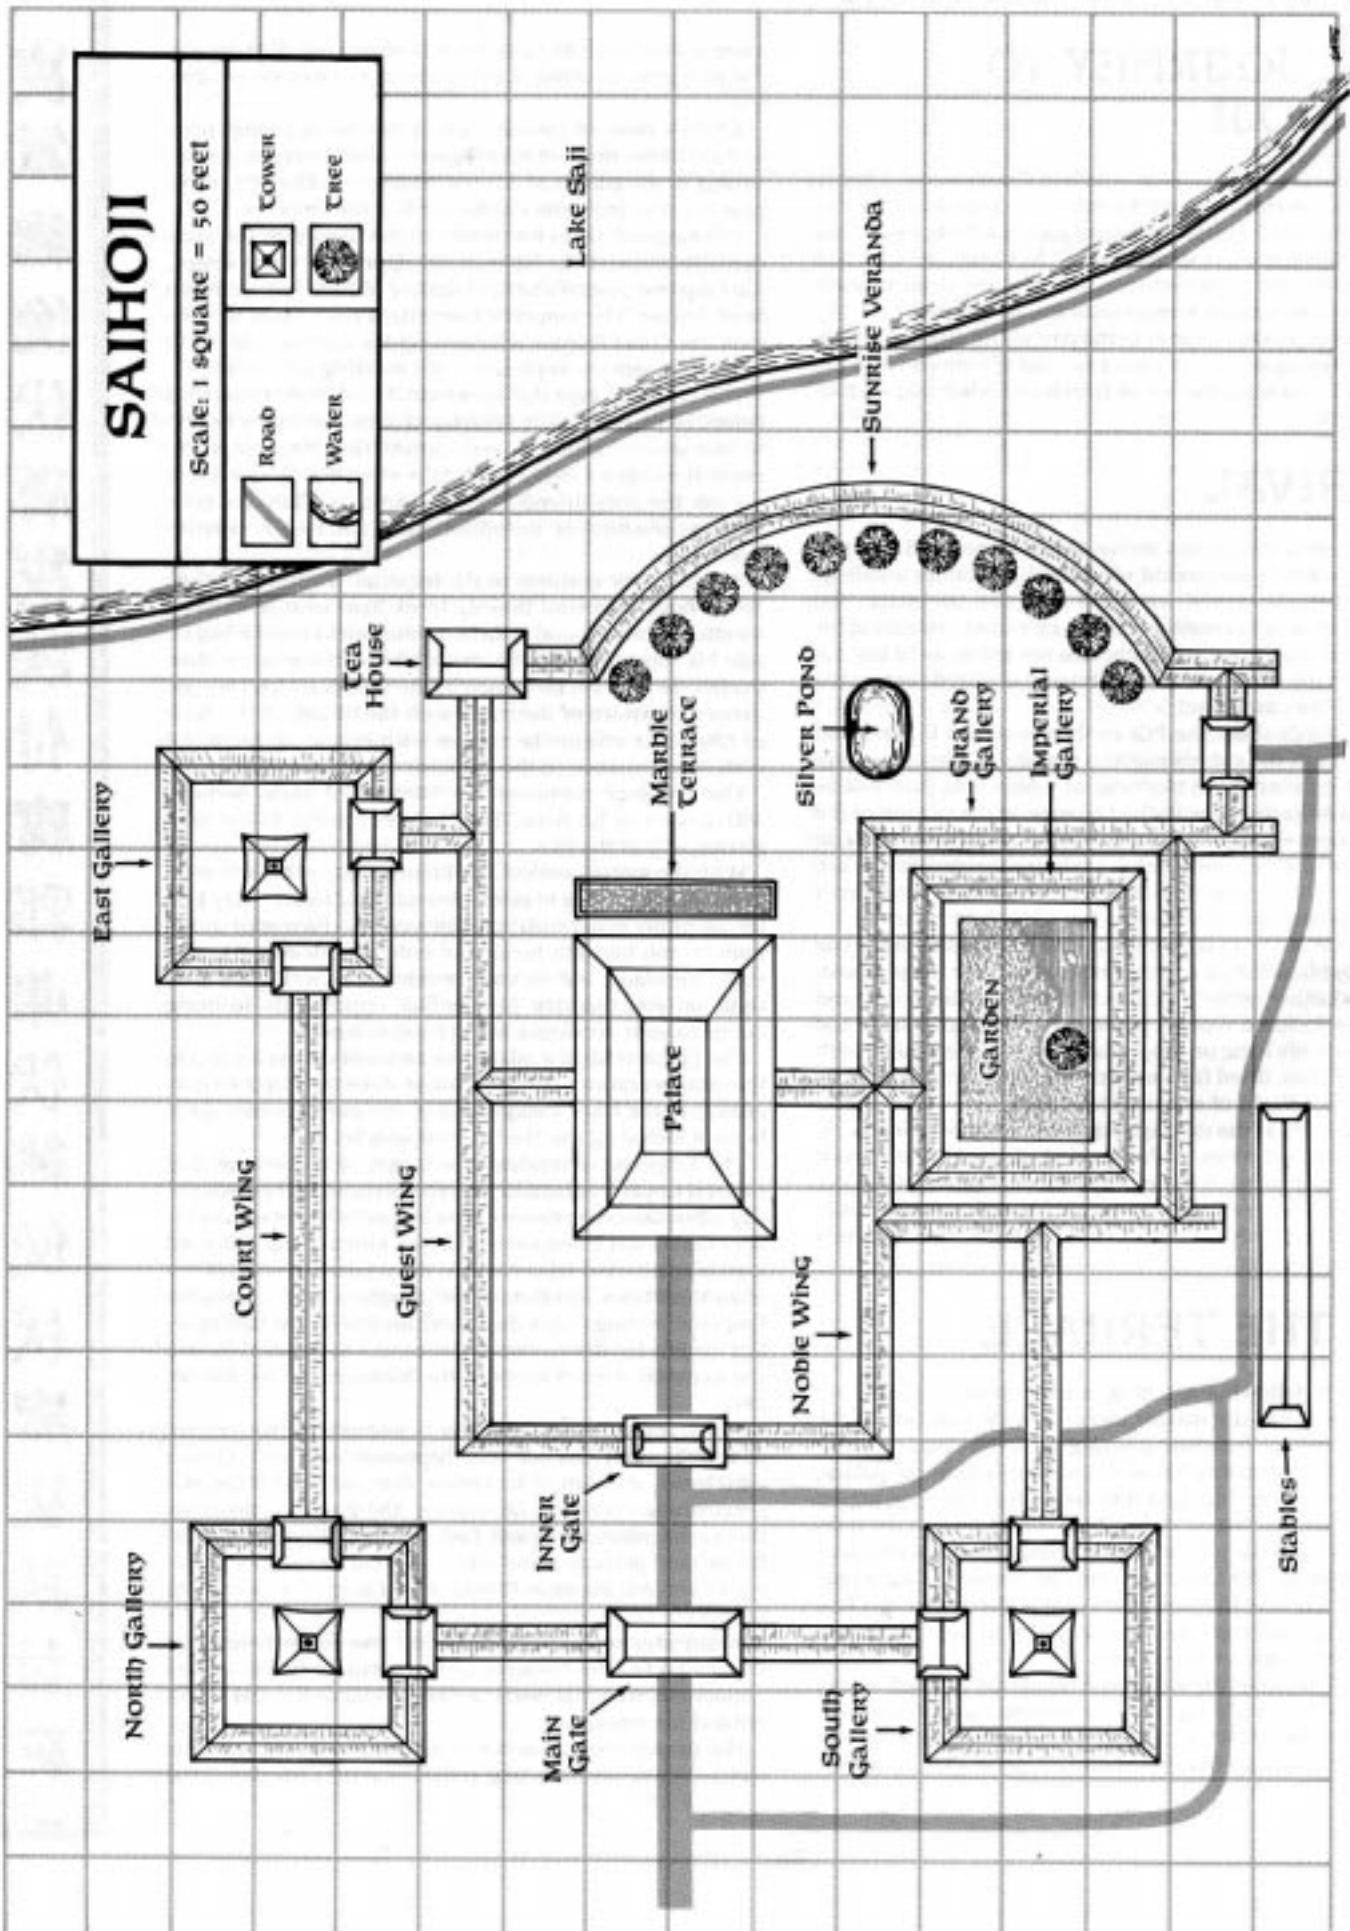 SAIHOJI
Scale: 1 square = 50 feet
Road
Tower
Water
Tree
Lake Saji
Sunrise Veranda
East Gallery
Tea
House
Marble
Terrace
Silver Pond
Grand
Gallery
Imperial
Gallery
Court Wing
Guest Wing
Palace
Garden
Noble Wing
North Gallery
Inner
Gate
Main
Gate
South
Gallery
Stables